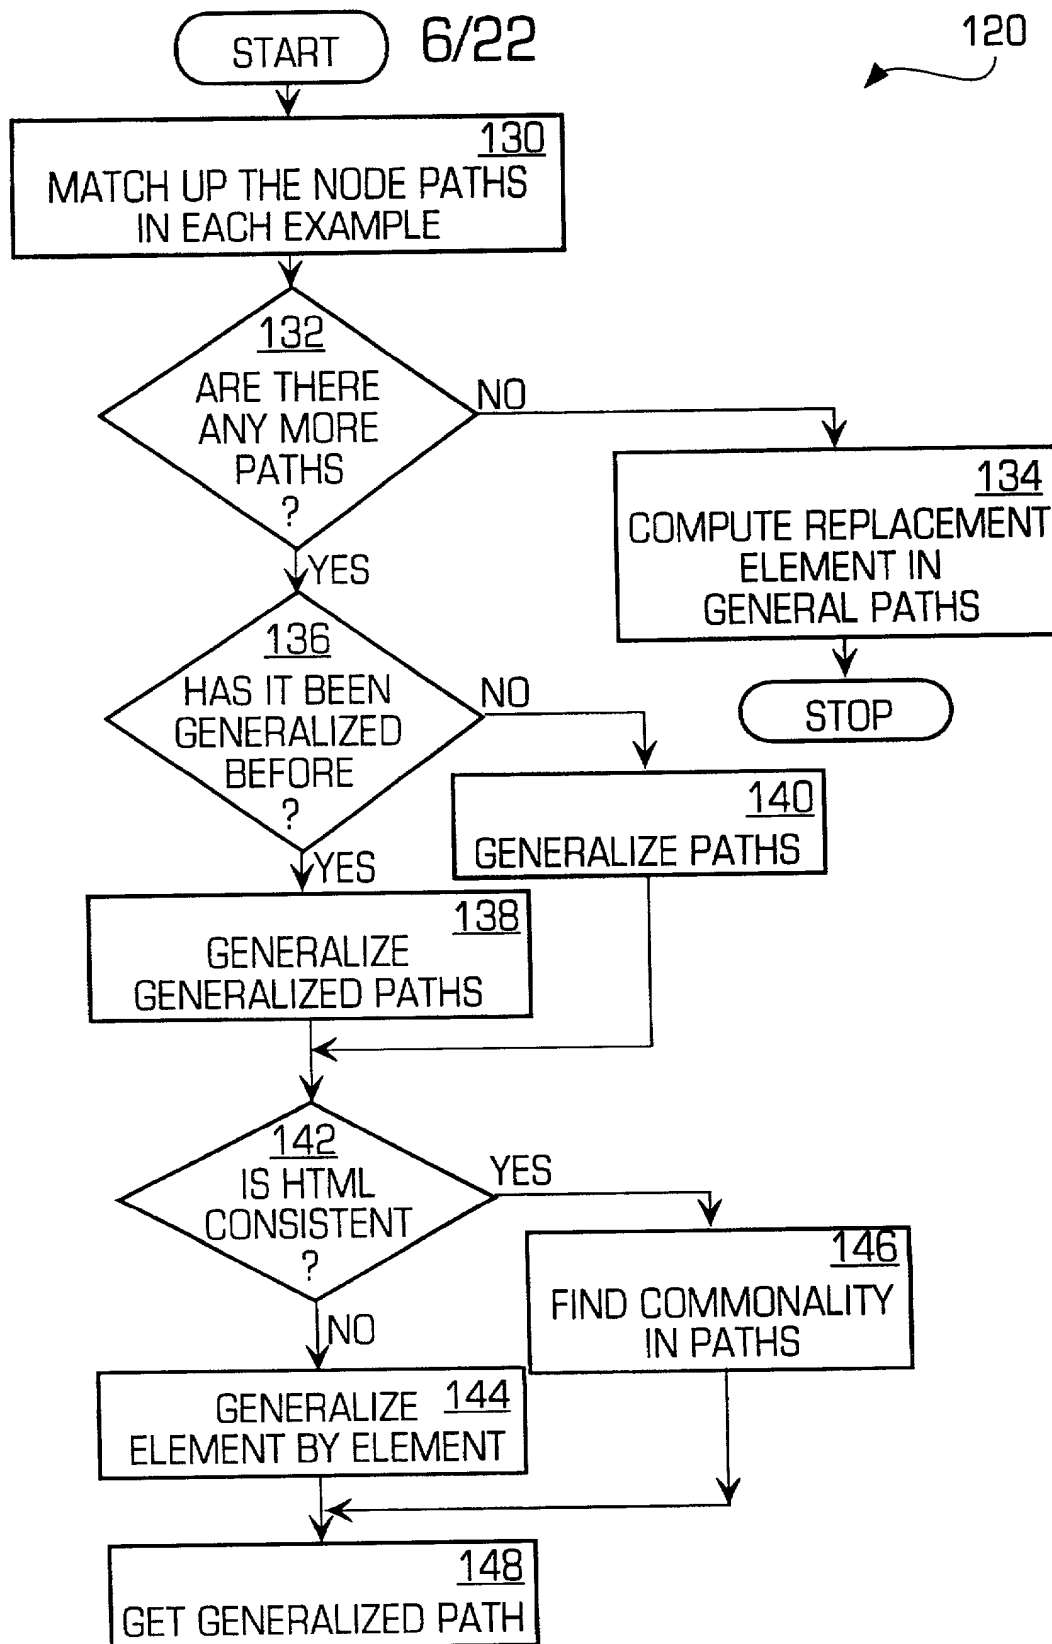 START
6/22
120
130
MATCH UP THE NODE PATHS
IN EACH EXAMPLE
132
ARE THERE
ANY MORE
PATHS
?
NO
YES
134
COMPUTE REPLACEMENT
ELEMENT IN
GENERAL PATHS
STOP
136
HAS IT BEEN
GENERALIZED
BEFORE
?
NO
YES
140
GENERALIZE PATHS
138
GENERALIZE
GENERALIZED PATHS
142
IS HTML
CONSISTENT
?
YES
NO
146
FIND COMMONALITY
IN PATHS
144
GENERALIZE
ELEMENT BY ELEMENT
148
GET GENERALIZED PATH